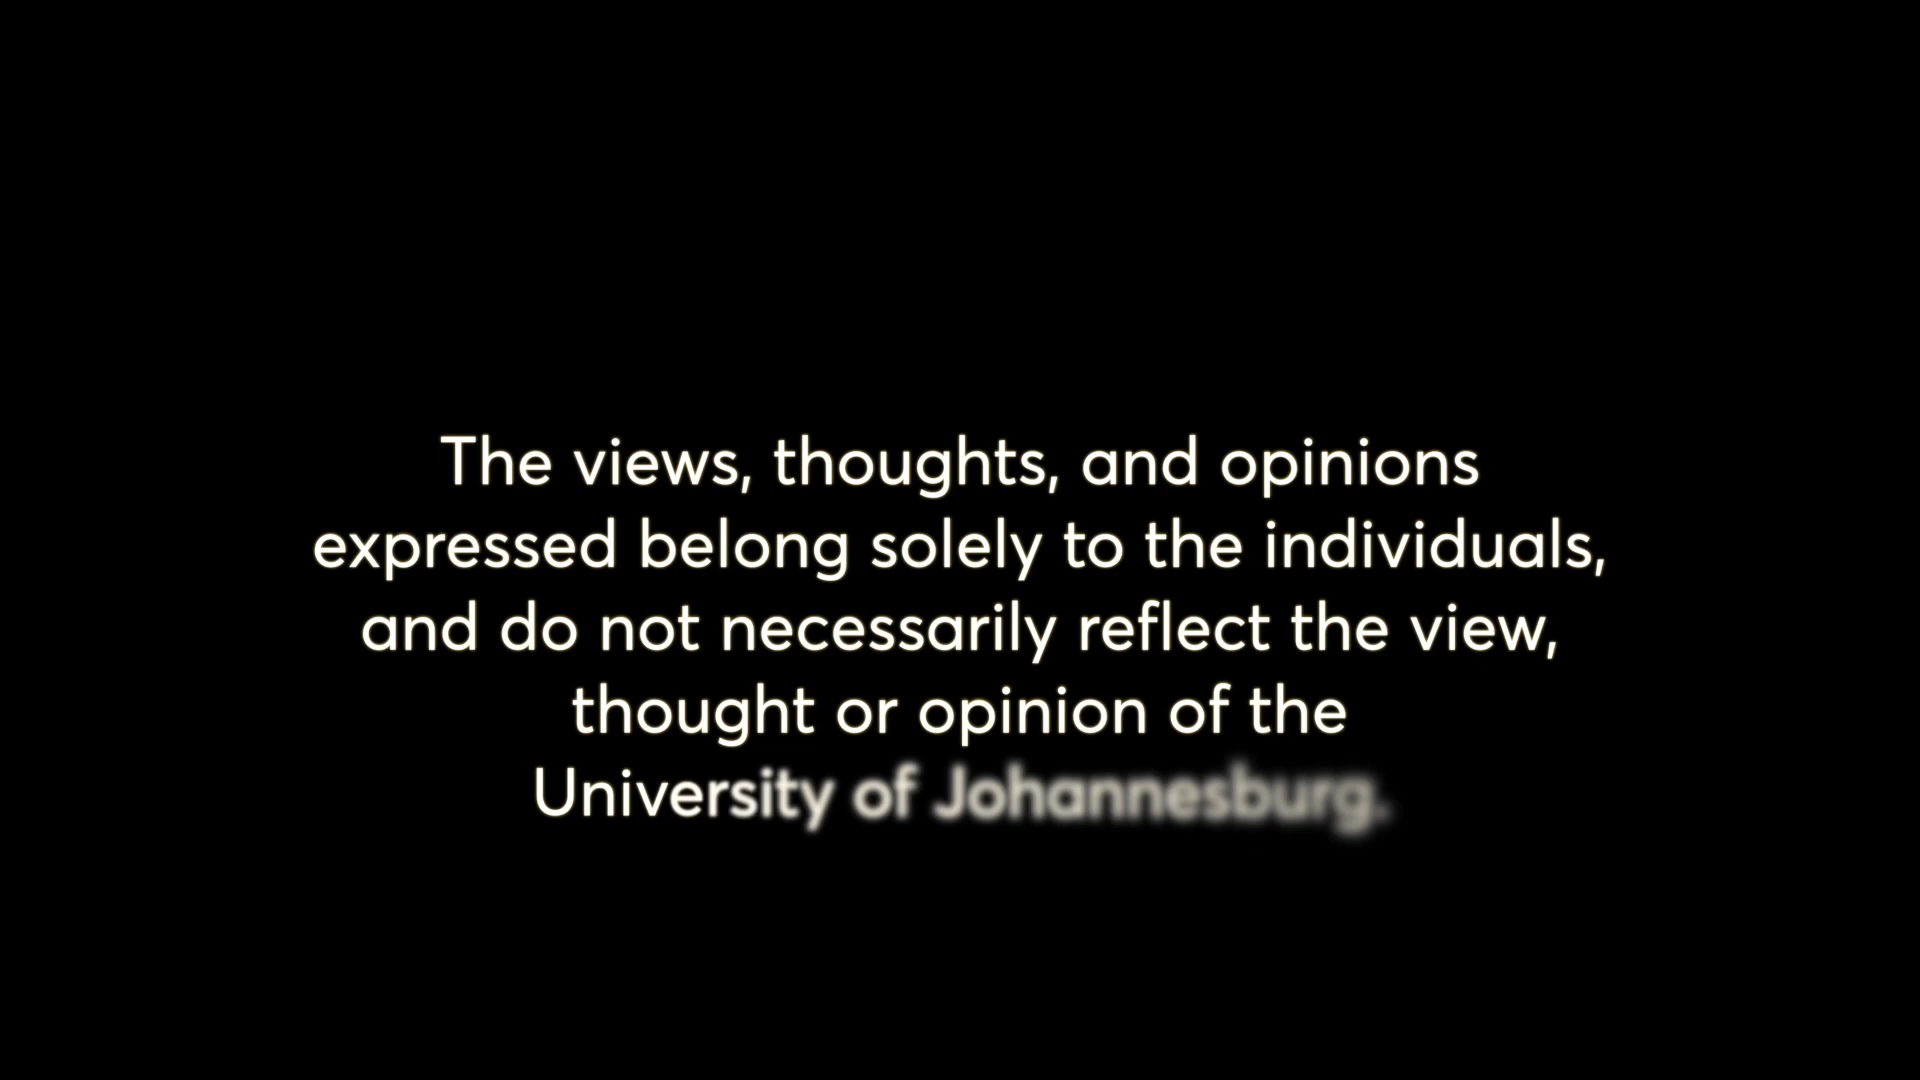 The views, thoughts, and opinions
expressed belong solely to the individuals,
and do not necessarily reflect the view,
thought or opinion of the
University of Johannesburg.